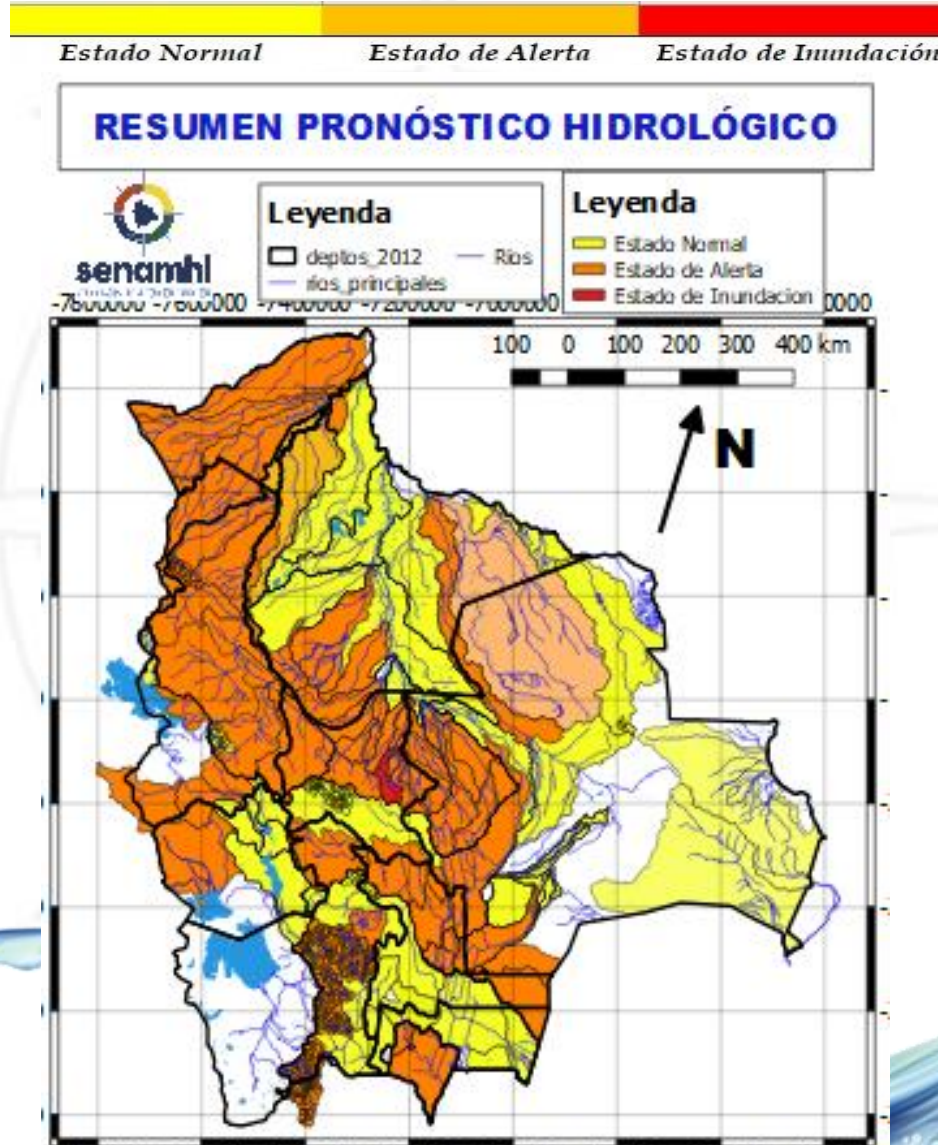 Estado Normal Estado de Alerta Estado de Inundación
RESUMEN PRONÓSTICO HIDROLÓGICO
senamhi
Leyenda
deptos_2012 Rios
rios_principales
Leyenda
Estado Normal
Estado de Alerta
Estado de Inundacion
-7600000 -7400000 -7200000 -7000000
100 0 100 200 300 400 km
N